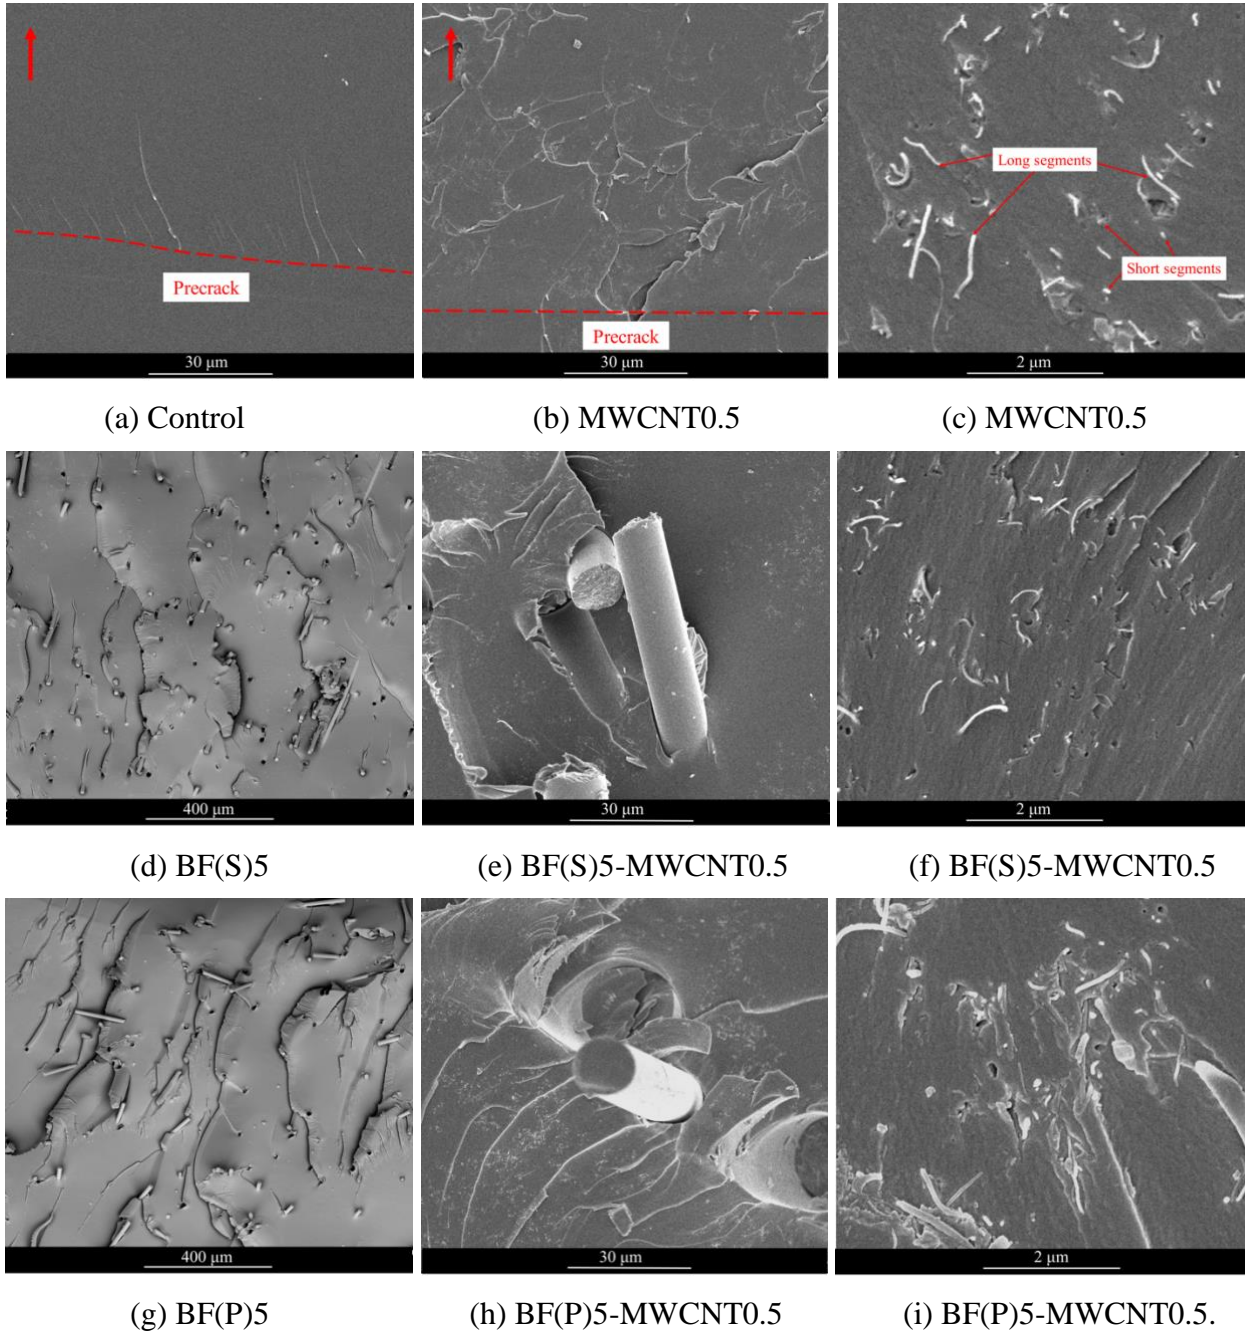 Precrack
30 μm
Precrack
30 μm
Long segments
Short segments
2 μm
(a) Control
(b) MWCNT0.5
(c) MWCNT0.5
400 μm
30 μm
2 μm
(d) BF(S)5
(e) BF(S)5-MWCNT0.5
(f) BF(S)5-MWCNT0.5
400 μm
30 μm
2 μm
(g) BF(P)5
(h) BF(P)5-MWCNT0.5
(i) BF(P)5-MWCNT0.5.